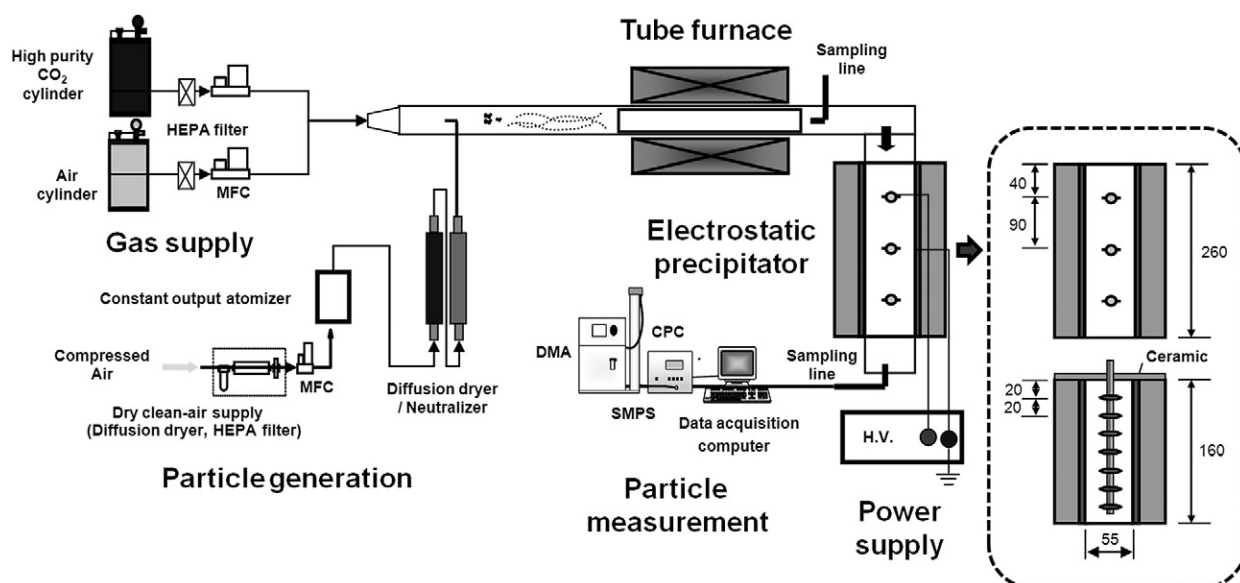 High purity
CO2
cylinder
HEPA filter
Air
cylinder
MFC
Gas supply
Constant output atomizer
Compressed
Air
MFC
Dry clean-air supply
(Diffusion dryer, HEPA filter)
Particle generation
Diffusion dryer
/ Neutralizer
Tube furnace
Sampling
line
Electrostatic
precipitator
DMA
CPC
SMPS
Data acquisition
computer
Sampling
line
Particle
measurement
H.V.
Power
supply
40
90
260
Ceramic
20
20
160
55